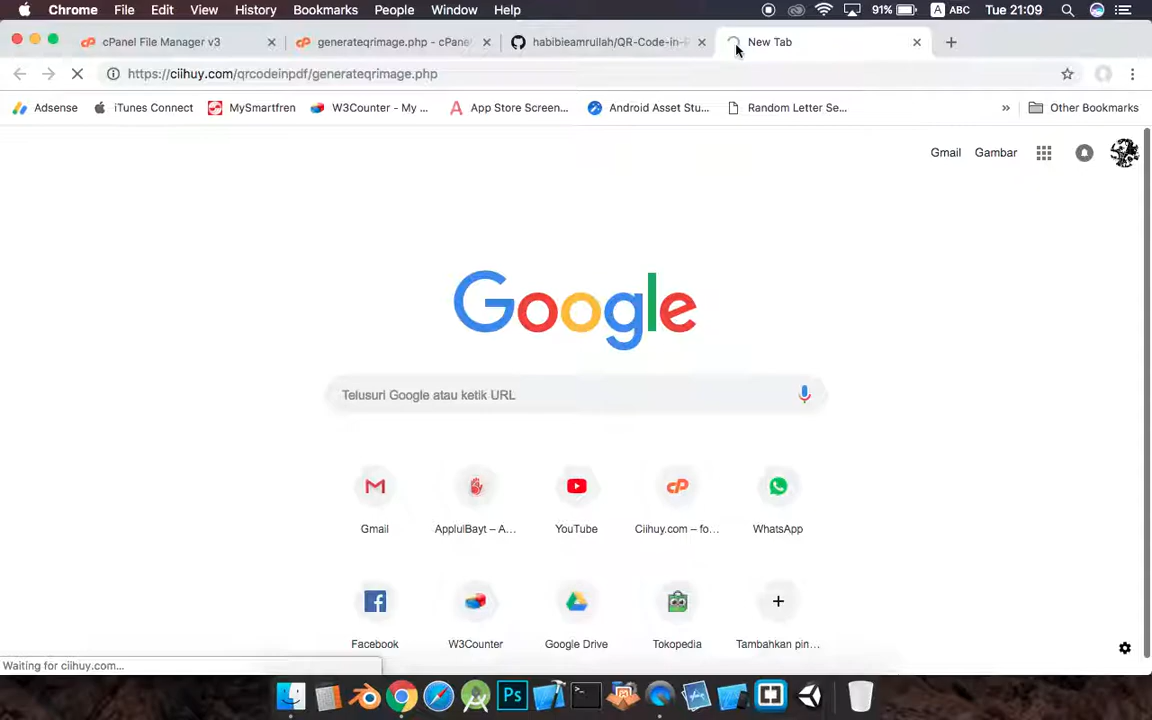 Chrome File Edit View History Bookmarks People Window Help 91% A ABC Tue 21:09
cPanel File Manager v3 generateqrimage.php - cPane habibieamrullah/QR-Code-in-P New Tab
https://ciihuy.com/qrcodeinpdf/generateqrimage.php
Adsense iTunes Connect MySmartfren W3Counter - My ... App Store Screen... Android Asset Stu... Random Letter Se... » Other Bookmarks
Gmail Gambar
Google
Telusuri Google atau ketik URL
Gmail ApplulBayt – A... YouTube Ciihuy.com – fo... WhatsApp
Facebook W3Counter Google Drive Tokopedia Tambahkan pin...
Waiting for ciihuy.com...
Ps